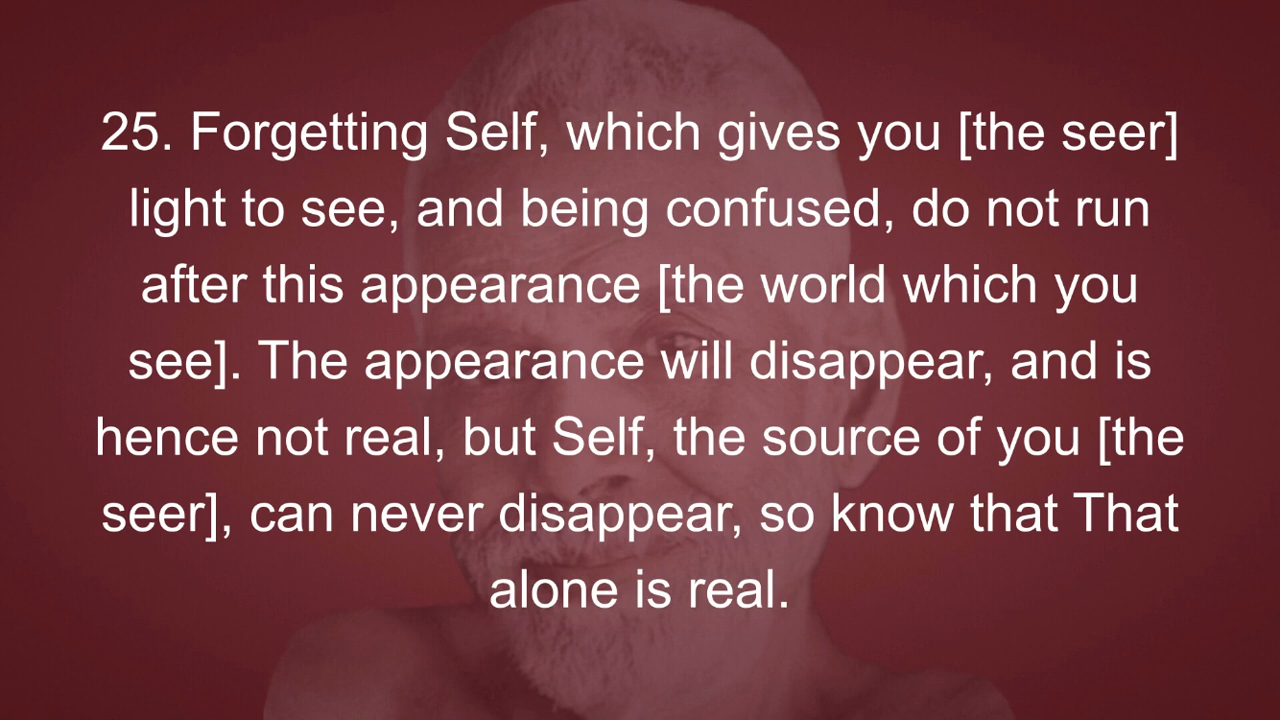 25. Forgetting Self, which gives you [the seer]
light to see, and being confused, do not run
after this appearance [the world which you
see]. The appearance will disappear, and is
hence not real, but Self, the source of you [the
seer], can never disappear, so know that That
alone is real.